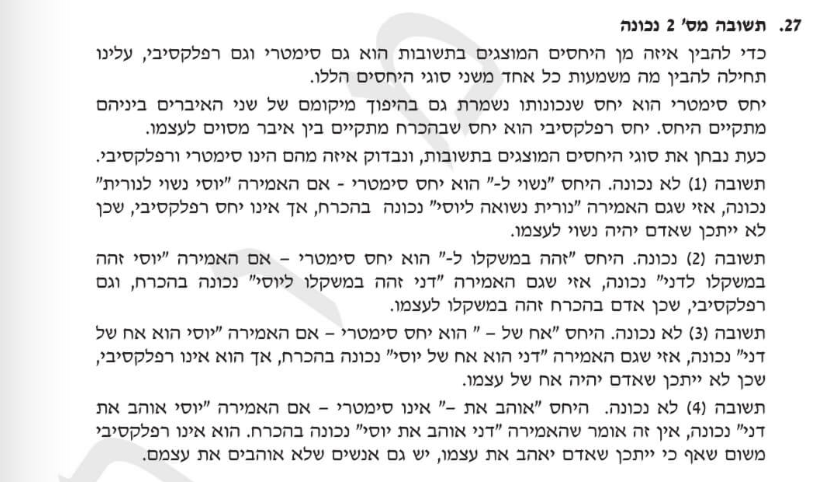 27. תשובה מס' 2 נכונה
כדי להבין איזה מן היחסים המוצגים בתשובות הוא גם סימטרי וגם רפלקסיבי, עלינו
תחילה להבין מה משמעות כל אחד משני סוגי היחסים הללו.
יחס סימטרי הוא יחס שנכונותו נשמרת גם בהיפוך מיקומם של שני האיברים ביניהם
מתקיים היחס. יחס רפלקסיבי הוא יחס שבהכרח מתקיים בין איבר מסוים לעצמו.
כעת נבחן את סוגי היחסים המוצגים בתשובות, ונבדוק איזה מהם הינו סימטרי ורפלקסיבי.
תשובה (1) לא נכונה. היחס "נשוי ל-" הוא יחס סימטרי - אם האמירה "יוסי נשוי לנורית"
נכונה, אזי שגם האמירה "נורית נשואה ליוסי" נכונה בהכרח, אך אינו יחס רפלקסיבי, שכן
לא ייתכן שאדם יהיה נשוי לעצמו.
תשובה (2) נכונה. היחס "זהה במשקלו ל-" הוא יחס סימטרי – אם האמירה "יוסי זהה
במשקלו לדני" נכונה, אזי שגם האמירה "דני זהה במשקלו ליוסי" נכונה בהכרח, וגם
רפלקסיבי, שכן אדם בהכרח זהה במשקלו לעצמו.
תשובה (3) לא נכונה. היחס "אח של – " הוא יחס סימטרי – אם האמירה "יוסי הוא אח של
דני" נכונה, אזי שגם האמירה "דני הוא אח של יוסי" נכונה בהכרח, אך הוא אינו רפלקסיבי,
שכן לא ייתכן שאדם יהיה אח של עצמו.
תשובה (4) לא נכונה. היחס "אוהב את –" אינו סימטרי – אם האמירה "יוסי אוהב את
דני" נכונה, אין זה אומר שהאמירה "דני אוהב את יוסי" נכונה בהכרח. הוא אינו רפלקסיבי
משום שאף כי ייתכן שאדם יאהב את עצמו, יש גם אנשים שלא אוהבים את עצמם.